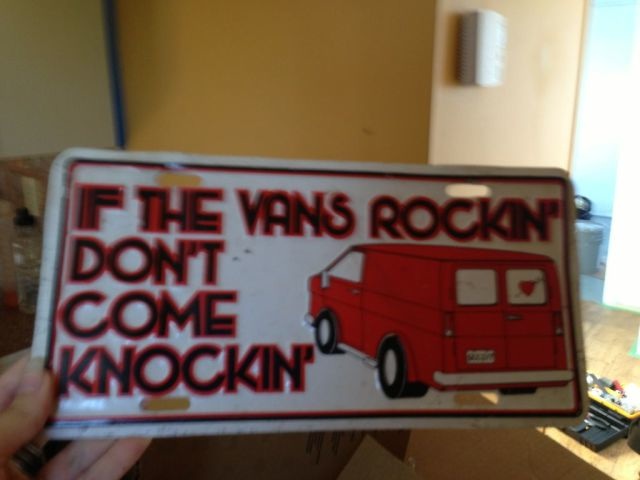 IF THE VANS ROCKIN'
DON'T
COME
KNOCKIN'